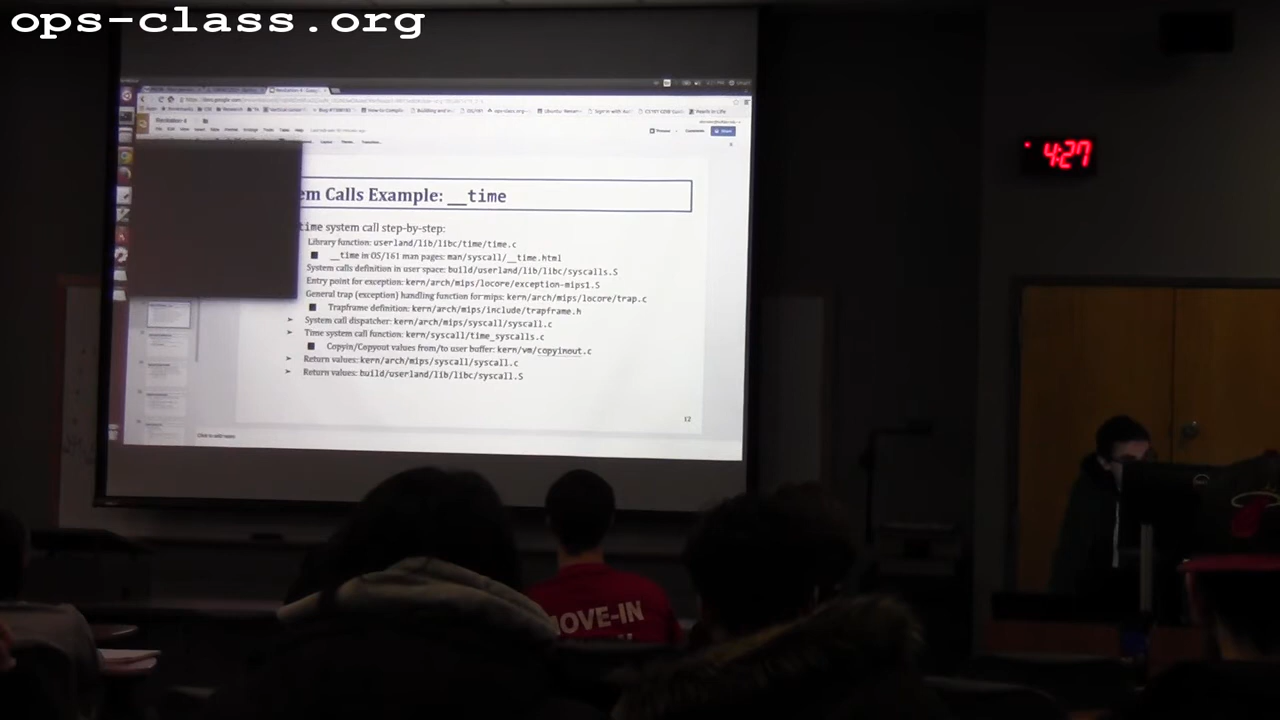 ops-class.org
Recitation 4
em Calls Example: __time
time system call step-by-step:
Library function: userland/lib/libc/time/time.c
__time in OS/161 man pages: man/syscall/__time.html
System calls definition in user space: build/userland/lib/libc/syscalls.S
Entry point for exception: kern/arch/mips/locore/exception-mips1.S
General trap (exception) handling function for mips: kern/arch/mips/locore/trap.c
Trapframe definition: kern/arch/mips/include/trapframe.h
System call dispatcher: kern/arch/mips/syscall/syscall.c
Time system call function: kern/syscall/time_syscalls.c
Copyin/Copyout values from/to user buffer: kern/vm/copyinout.c
Return values: kern/arch/mips/syscall/syscall.c
Return values: build/userland/lib/libc/syscall.S
12
Click to add notes
4:27
MOVE-IN